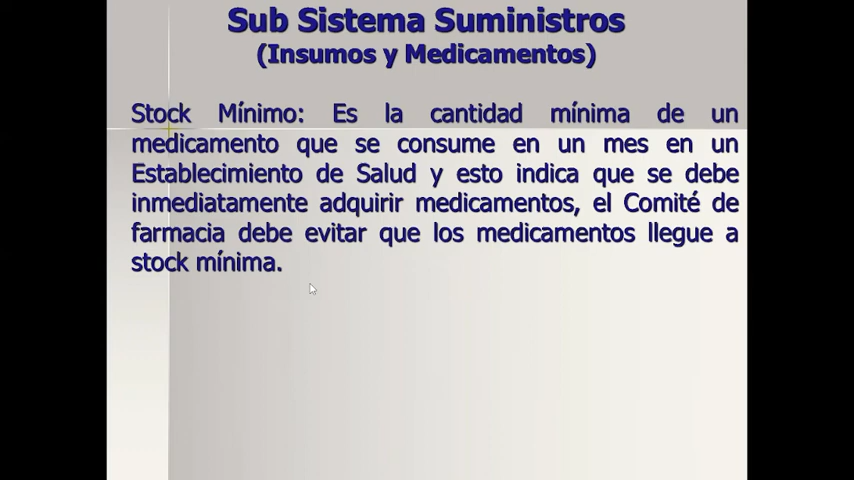 Sub Sistema Suministros
(Insumos y Medicamentos)
Stock Mínimo: Es la cantidad mínima de un
medicamento que se consume en un mes en un
Establecimiento de Salud y esto indica que se debe
inmediatamente adquirir medicamentos, el Comité de
farmacia debe evitar que los medicamentos llegue a
stock mínima.